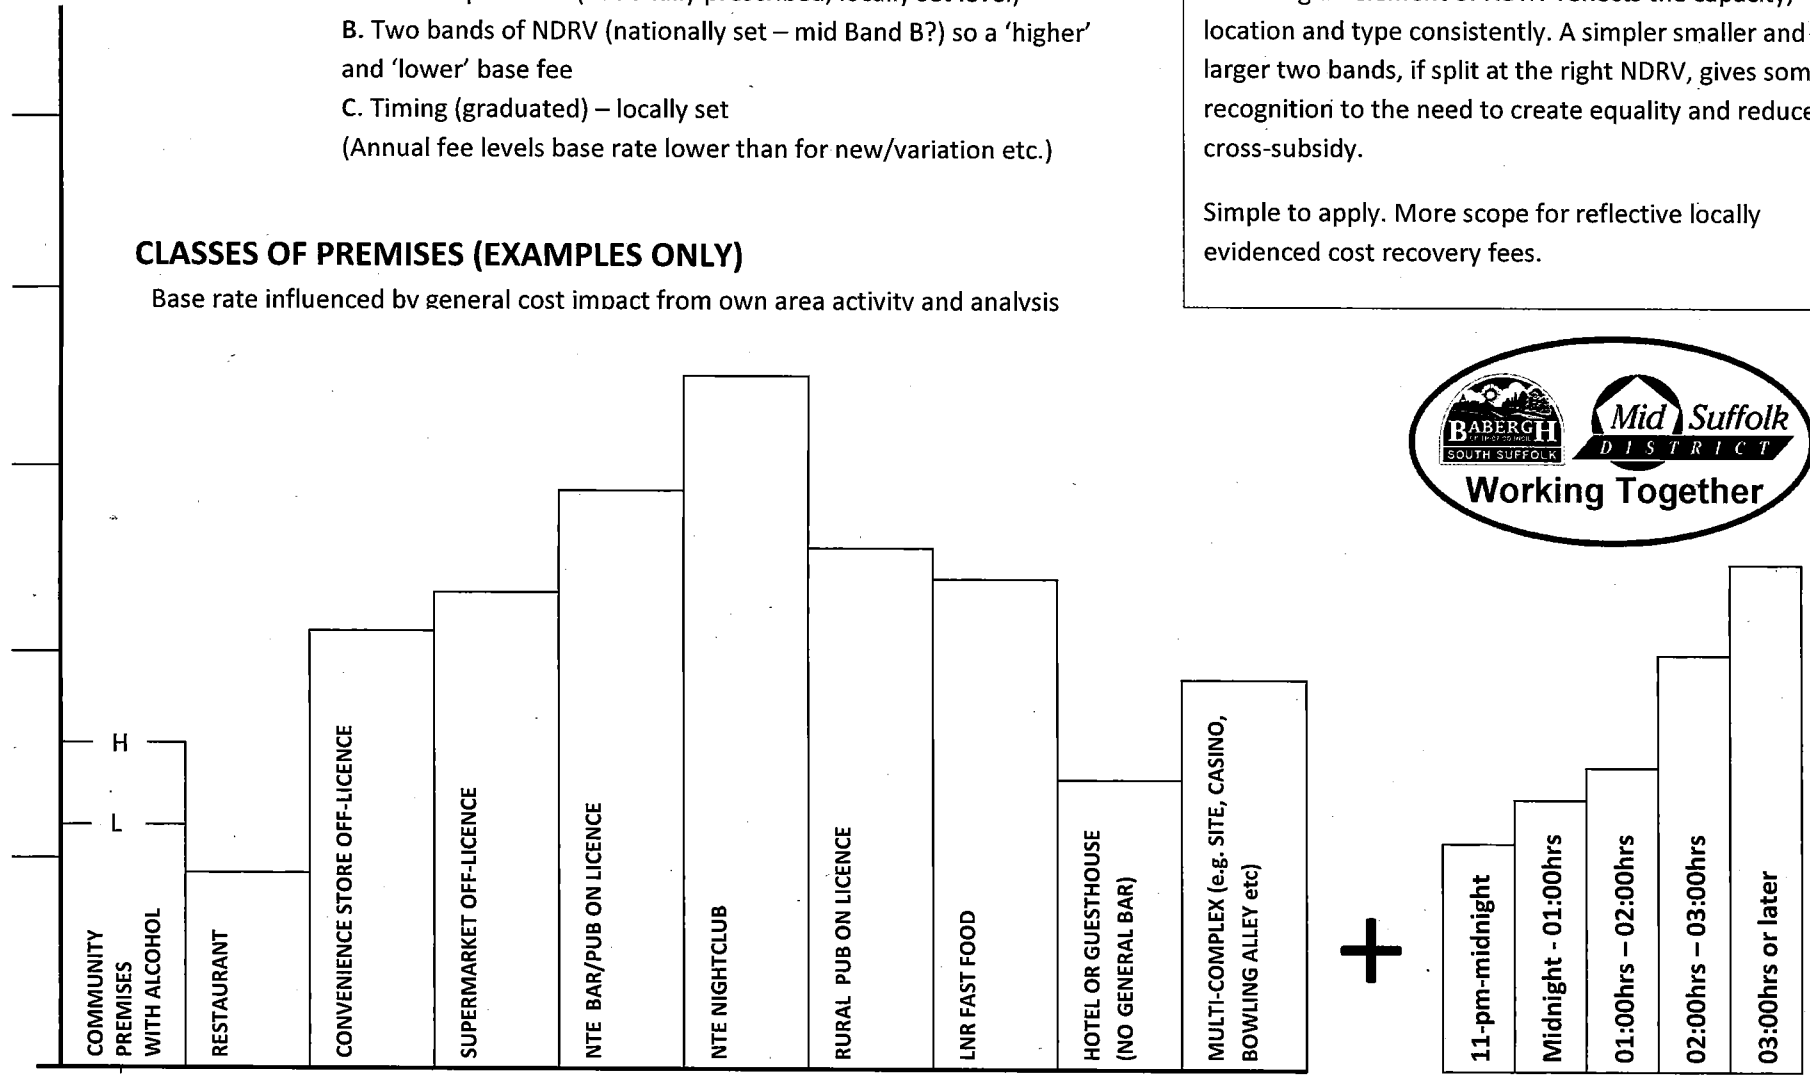 B. Two bands of NDRV (nationally set – mid Band B?) so a ‘higher’
and ‘lower’ base fee
C. Timing (graduated) – locally set
(Annual fee levels base rate lower than for new/variation etc.)
location and type consistently. A simpler smaller and
larger two bands, if split at the right NDRV, gives som
recognition to the need to create equality and reduce
cross-subsidy.
Simple to apply. More scope for reflective locally
evidenced cost recovery fees.
CLASSES OF PREMISES (EXAMPLES ONLY)
Base rate influenced by general cost impact from own area activity and analysis
BABERGH
SOUTH SUFFOLK
Mid Suffolk
DISTRICT
Working Together
H
L
COMMUNITY
PREMISES
WITH ALCOHOL
RESTAURANT
CONVENIENCE STORE OFF-LICENCE
SUPERMARKET OFF-LICENCE
NTE BAR/PUB ON LICENCE
NTE NIGHTCLUB
RURAL PUB ON LICENCE
LNR FAST FOOD
HOTEL OR GUESTHOUSE
(NO GENERAL BAR)
MULTI-COMPLEX (e.g. SITE, CASINO,
BOWLING ALLEY etc)
+
11-pm-midnight
Midnight - 01:00hrs
01:00hrs – 02:00hrs
02:00hrs – 03:00hrs
03:00hrs or later